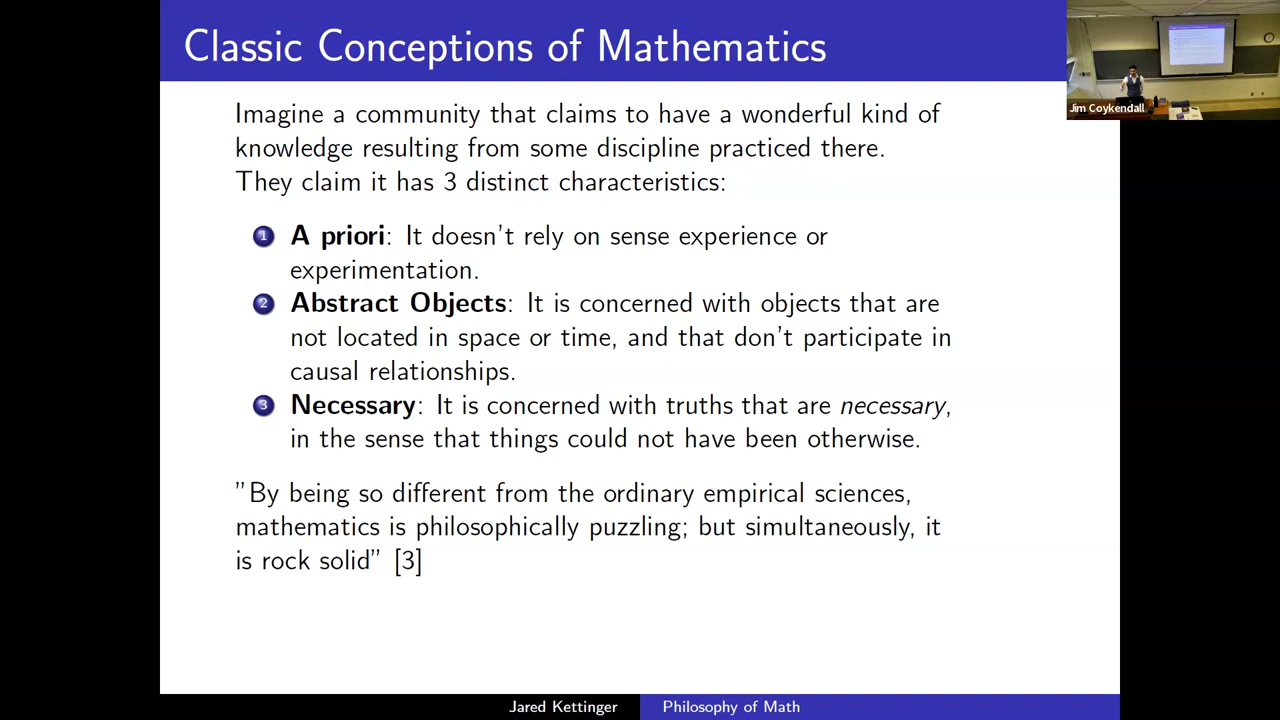 Classic Conceptions of Mathematics
Jim Coykendall
Imagine a community that claims to have a wonderful kind of
knowledge resulting from some discipline practiced there.
They claim it has 3 distinct characteristics:
1 A priori: It doesn't rely on sense experience or
experimentation.
2 Abstract Objects: It is concerned with objects that are
not located in space or time, and that don't participate in
causal relationships.
3 Necessary: It is concerned with truths that are necessary,
in the sense that things could not have been otherwise.
"By being so different from the ordinary empirical sciences,
mathematics is philosophically puzzling; but simultaneously, it
is rock solid" [3]
Jared Kettinger
Philosophy of Math